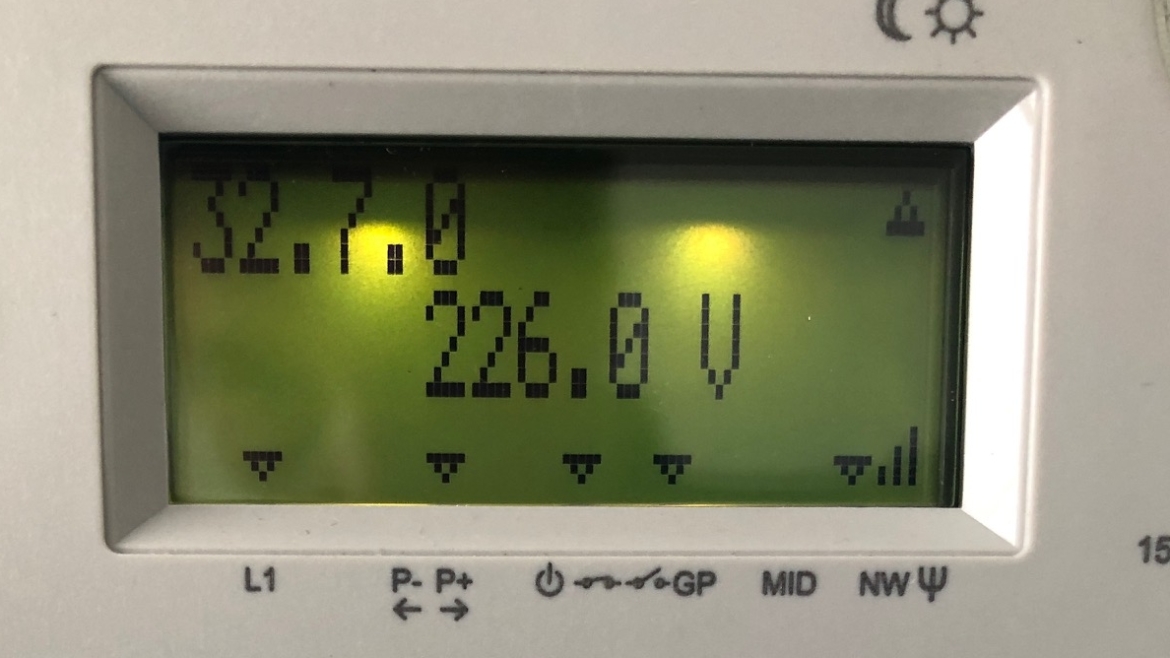 32.7.0
226.0 V
L1 P- P+ GP MID NW
15